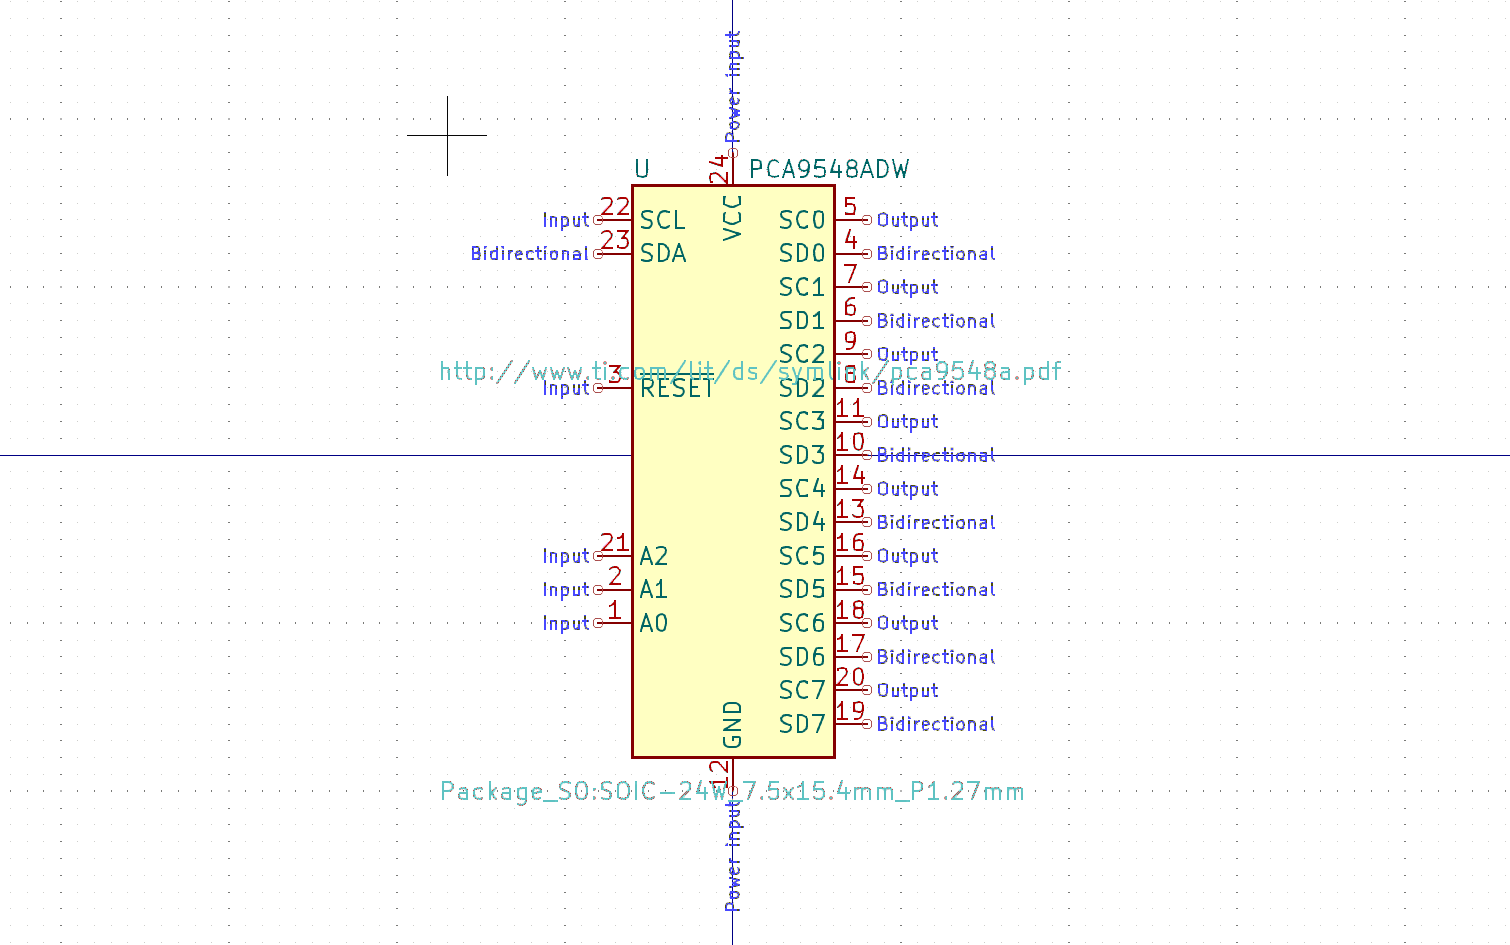 Power input
24
U PCA9548ADW
VCC
Input 22 SCL SC0 5 Output
Bidirectional 23 SDA SD0 4 Bidirectional
SC1 7 Output
SD1 6 Bidirectional
SC2 9 Output
http://www.ti.com/lit/ds/symlink/pca9548a.pdf
Input 3 RESET SD2 8 Bidirectional
SC3 11 Output
SD3 10 Bidirectional
SC4 14 Output
SD4 13 Bidirectional
Input 21 A2 SC5 16 Output
Input 2 A1 SD5 15 Bidirectional
Input 1 A0 SC6 18 Output
SD6 17 Bidirectional
SC7 20 Output
GND SD7 19 Bidirectional
12
Package_SO:SOIC-24W_7.5x15.4mm_P1.27mm
Power input